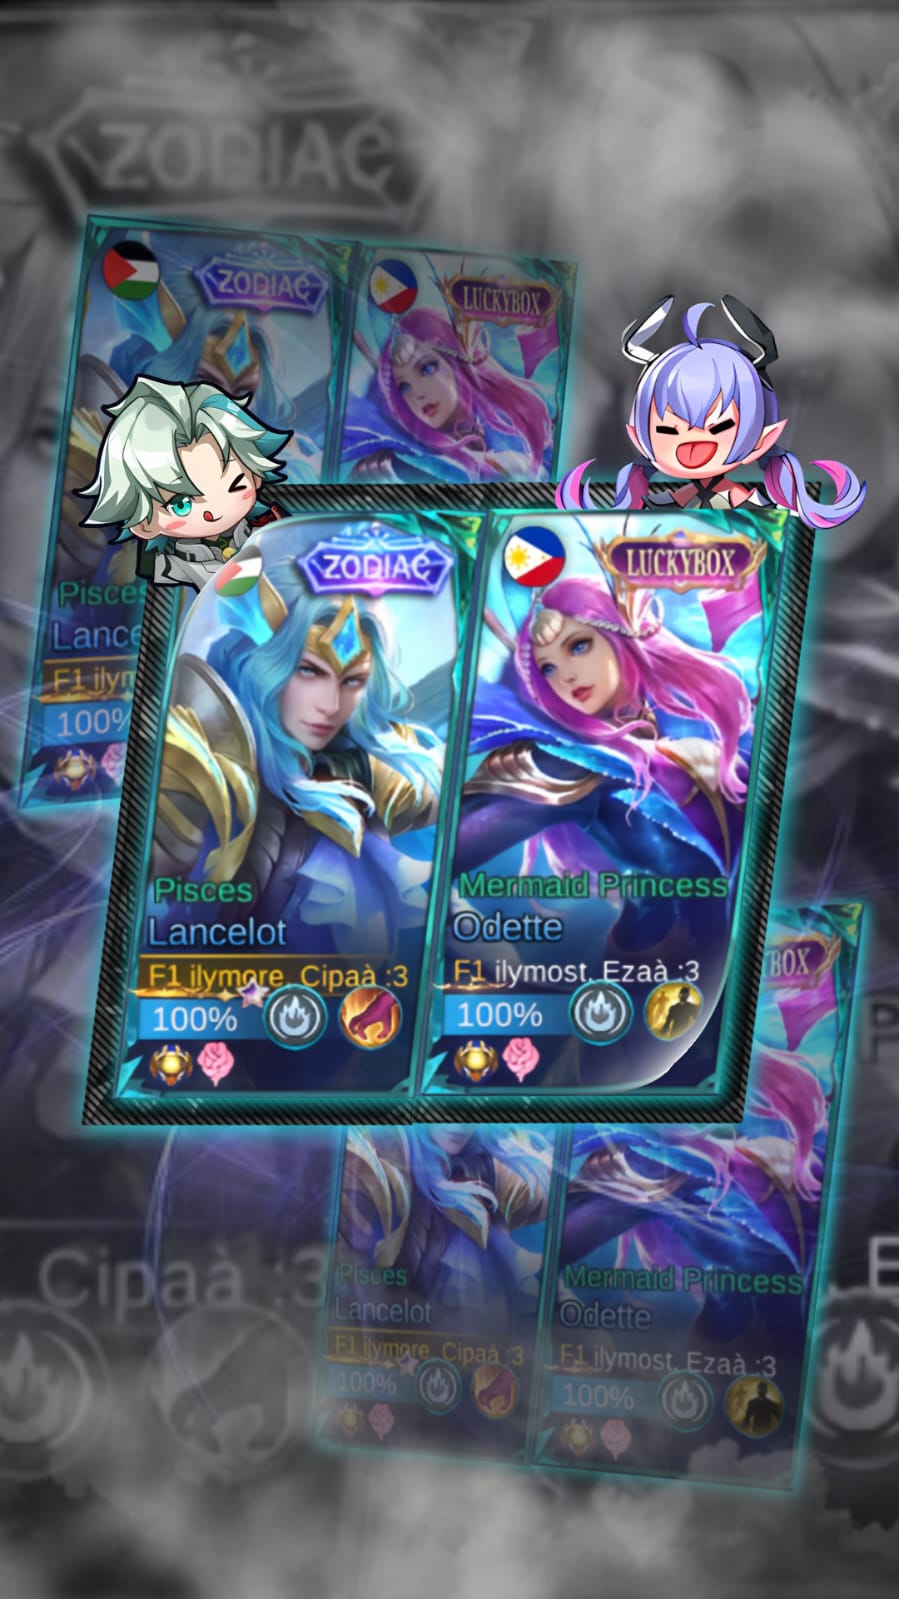 ZODIAC
ZODIAC
LUCKYBOX
Pisces
Lance
F1 ilym
100%
ZODIAC
LUCKYBOX
Pisces
Lancelot
F1 ilymore. Cipaà :3
100%
Mermaid Princess
Odette
F1 ilymost. Ezaà :3
100%
BOX
P
Cipaà :3
. E
Pisces
Lancelot
F1 ilymore. Cipaà :3
100%
Mermaid Princess
Odette
F1 ilymost. Ezaà :3
100%